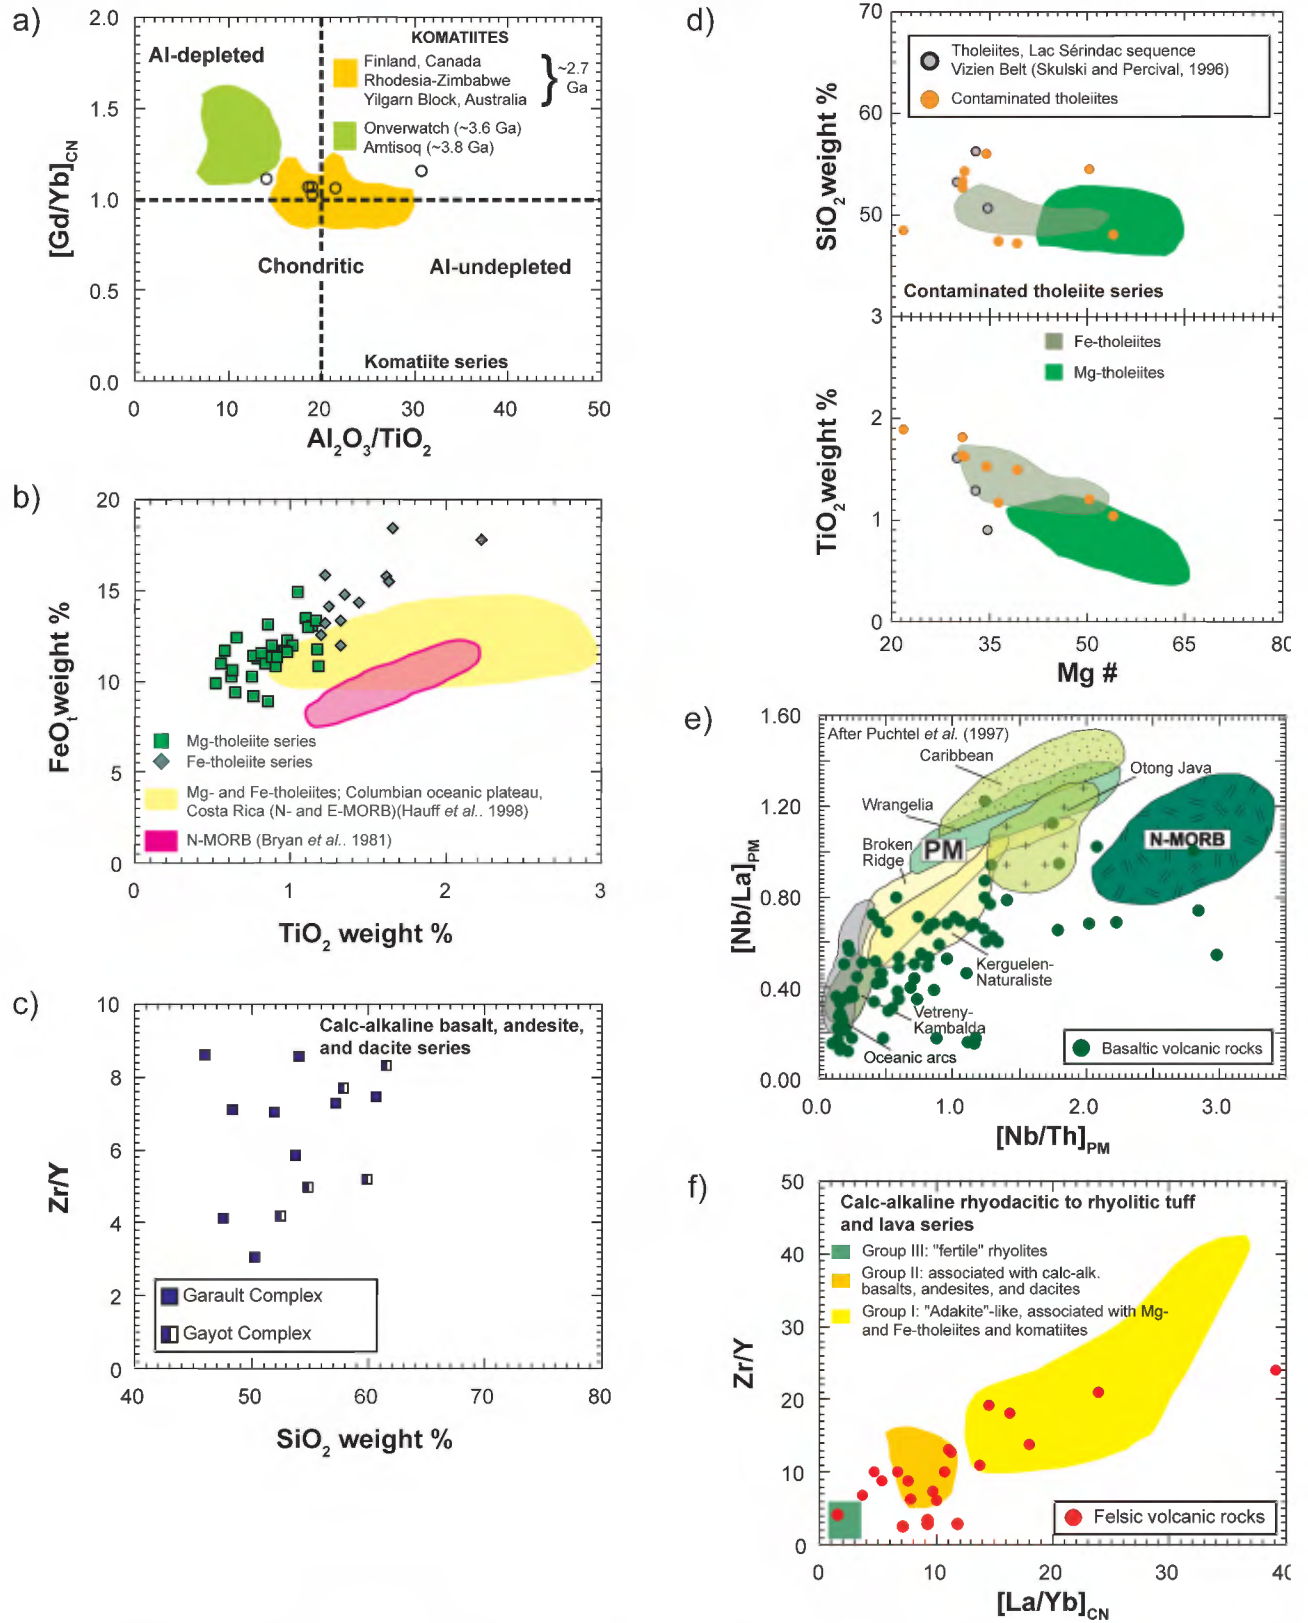 a)
2.0
1.5
1.0
0.5
0.0
[Gd/Yb]CN
Al-depleted
KOMATIITES
Finland, Canada
Rhodesia-Zimbabwe
Yilgarn Block, Australia
~2.7
Ga
Onverwatch (~3.6 Ga)
Amtisoq (~3.8 Ga)
Chondritic
Al-undepleted
Komatiite series
0 10 20 30 40 50
Al2O3/TiO2
b)
20
15
10
5
0
FeOt weight %
Mg-tholeiite series
Fe-tholeiite series
Mg- and Fe-tholeiites; Columbian oceanic plateau,
Costa Rica (N- and E-MORB)(Hauff et al.. 1998)
N-MORB (Bryan et al.. 1981)
0 1 2 3
TiO2 weight %
c)
10
8
6
4
2
0
Zr/Y
Calc-alkaline basalt, andesite,
and dacite series
Garault Complex
Gayot Complex
40 50 60 70 80
SiO2 weight %
d)
70
60
50
SiO2 weight %
Tholeiites, Lac Sérindac sequence
Vizien Belt (Skulski and Percival, 1996)
Contaminated tholeiites
Contaminated tholeiite series
3
2
1
0
TiO2 weight %
Fe-tholeiites
Mg-tholeiites
20 35 50 65 80
Mg #
e)
1.60
1.20
0.80
0.40
0.00
[Nb/La]PM
After Puchtel et al. (1997)
Caribbean
Otong Java
Wrangelia
Broken
Ridge
PM
N-MORB
Kerguelen-
Naturaliste
Vetreny-
Kambalda
Oceanic arcs
Basaltic volcanic rocks
0.0 1.0 2.0 3.0
[Nb/Th]PM
f)
50
40
30
20
10
0
Zr/Y
Calc-alkaline rhyodacitic to rhyolitic tuff
and lava series
Group III: "fertile" rhyolites
Group II: associated with calc-alk.
basalts, andesites, and dacites
Group I: "Adakite"-like, associated with Mg-
and Fe-tholeiites and komatiites
Felsic volcanic rocks
0 10 20 30 40
[La/Yb]CN